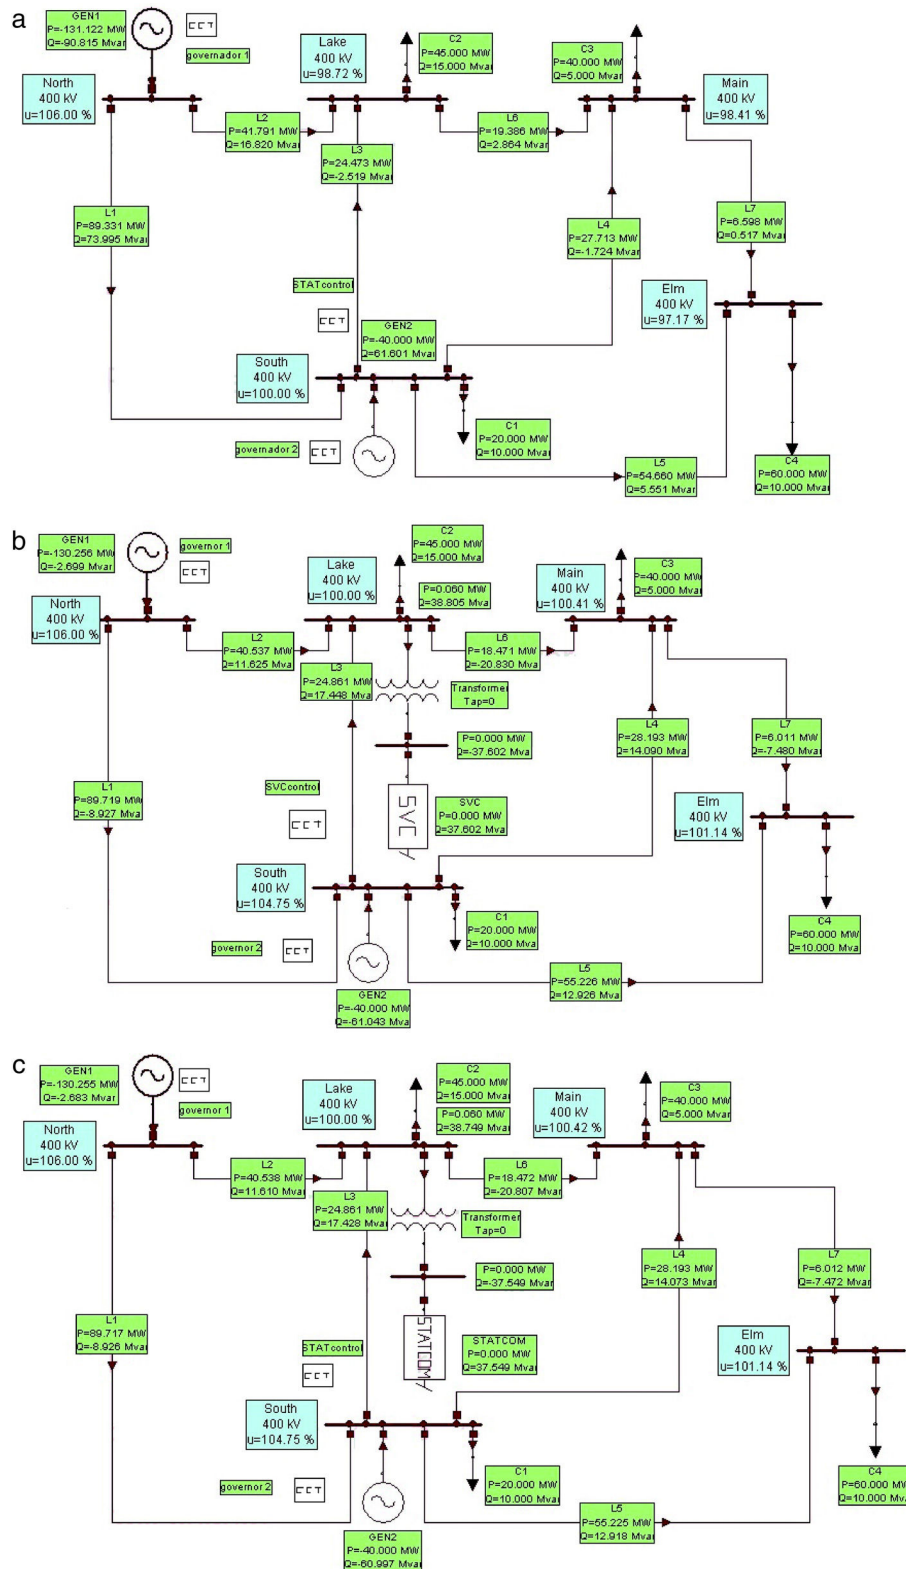 a
GEN1
P=-131.122 MW
Q=-90.815 Mvar
governador 1
North
400 kV
u=106.00 %
Lake
400 kV
u=98.72 %
C2
P=45.000 MW
Q=15.000 Mvar
C3
P=40.000 MW
Q=5.000 Mvar
Main
400 kV
u=98.41 %
L2
P=41.791 MW
Q=16.820 Mvar
L3
P=24.473 MW
Q=-2.519 Mvar
L6
P=19.386 MW
Q=2.864 Mvar
L1
P=89.331 MW
Q=73.995 Mvar
L4
P=27.713 MW
Q=-1.724 Mvar
L7
P=6.598 MW
Q=0.517 Mvar
STATcontrol
Elm
400 kV
u=97.17 %
GEN2
P=-40.000 MW
Q=61.601 Mvar
South
400 kV
u=100.00 %
governador 2
C1
P=20.000 MW
Q=10.000 Mvar
L5
P=54.660 MW
Q=5.551 Mvar
C4
P=60.000 MW
Q=10.000 Mvar
b
GEN1
P=-130.256 MW
Q=-2.699 Mvar
governor 1
North
400 kV
u=106.00 %
Lake
400 kV
u=100.00 %
C2
P=45.000 MW
Q=15.000 Mvar
P=0.060 MW
Q=38.805 Mva
Main
400 kV
u=100.41 %
C3
P=40.000 MW
Q=5.000 Mvar
L2
P=40.537 MW
Q=11.625 Mvar
L3
P=24.861 MW
Q=17.448 Mva
L6
P=18.471 MW
Q=-20.830 Mva
Transformer
Tap=0
L4
P=28.193 MW
Q=14.090 Mva
L7
P=6.011 MW
Q=-7.480 Mva
P=0.000 MW
Q=-37.602 Mva
L1
P=89.719 MW
Q=-8.927 Mva
SVCcontrol
SVC
SVC
P=0.000 MW
Q=37.602 Mva
Elm
400 kV
u=101.14 %
South
400 kV
u=104.75 %
governor 2
C1
P=20.000 MW
Q=10.000 Mva
C4
P=60.000 MW
Q=10.000 Mva
L5
P=55.226 MW
Q=12.926 Mva
GEN2
P=-40.000 MW
Q=-61.043 Mva
c
GEN1
P=-130.255 MW
Q=-2.683 Mvar
governor 1
North
400 kV
u=106.00 %
Lake
400 kV
u=100.00 %
C2
P=45.000 MW
Q=15.000 Mvar
P=0.060 MW
Q=38.749 Mvar
Main
400 kV
u=100.42 %
C3
P=40.000 MW
Q=5.000 Mvar
L2
P=40.538 MW
Q=11.610 Mvar
L3
P=24.861 MW
Q=17.428 Mvar
L6
P=18.472 MW
Q=-20.807 Mvar
Transformer
Tap=0
L4
P=28.193 MW
Q=14.073 Mvar
L7
P=6.012 MW
Q=-7.472 Mvar
P=0.000 MW
Q=-37.549 Mvar
L1
P=89.717 MW
Q=-8.926 Mvar
STATcontrol
STATCOM
STATCOM
P=0.000 MW
Q=37.549 Mvar
Elm
400 kV
u=101.14 %
South
400 kV
u=104.75 %
governor 2
C1
P=20.000 MW
Q=10.000 Mvar
C4
P=60.000 MW
Q=10.000 Mvar
L5
P=55.225 MW
Q=12.918 Mvar
GEN2
P=-40.000 MW
Q=-60.997 Mvar